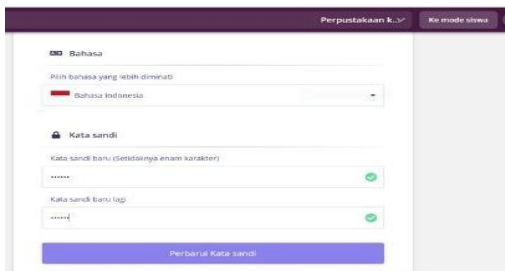 Perpustakaan k..
Ke mode siswa
Bahasa
Pilih bahasa yang lebih diminati
Bahasa Indonesia
Kata sandi
Kata sandi baru (Setidaknya enam karakter)
••••••
Kata sandi baru lagi
••••••
Perbarui Kata sandi